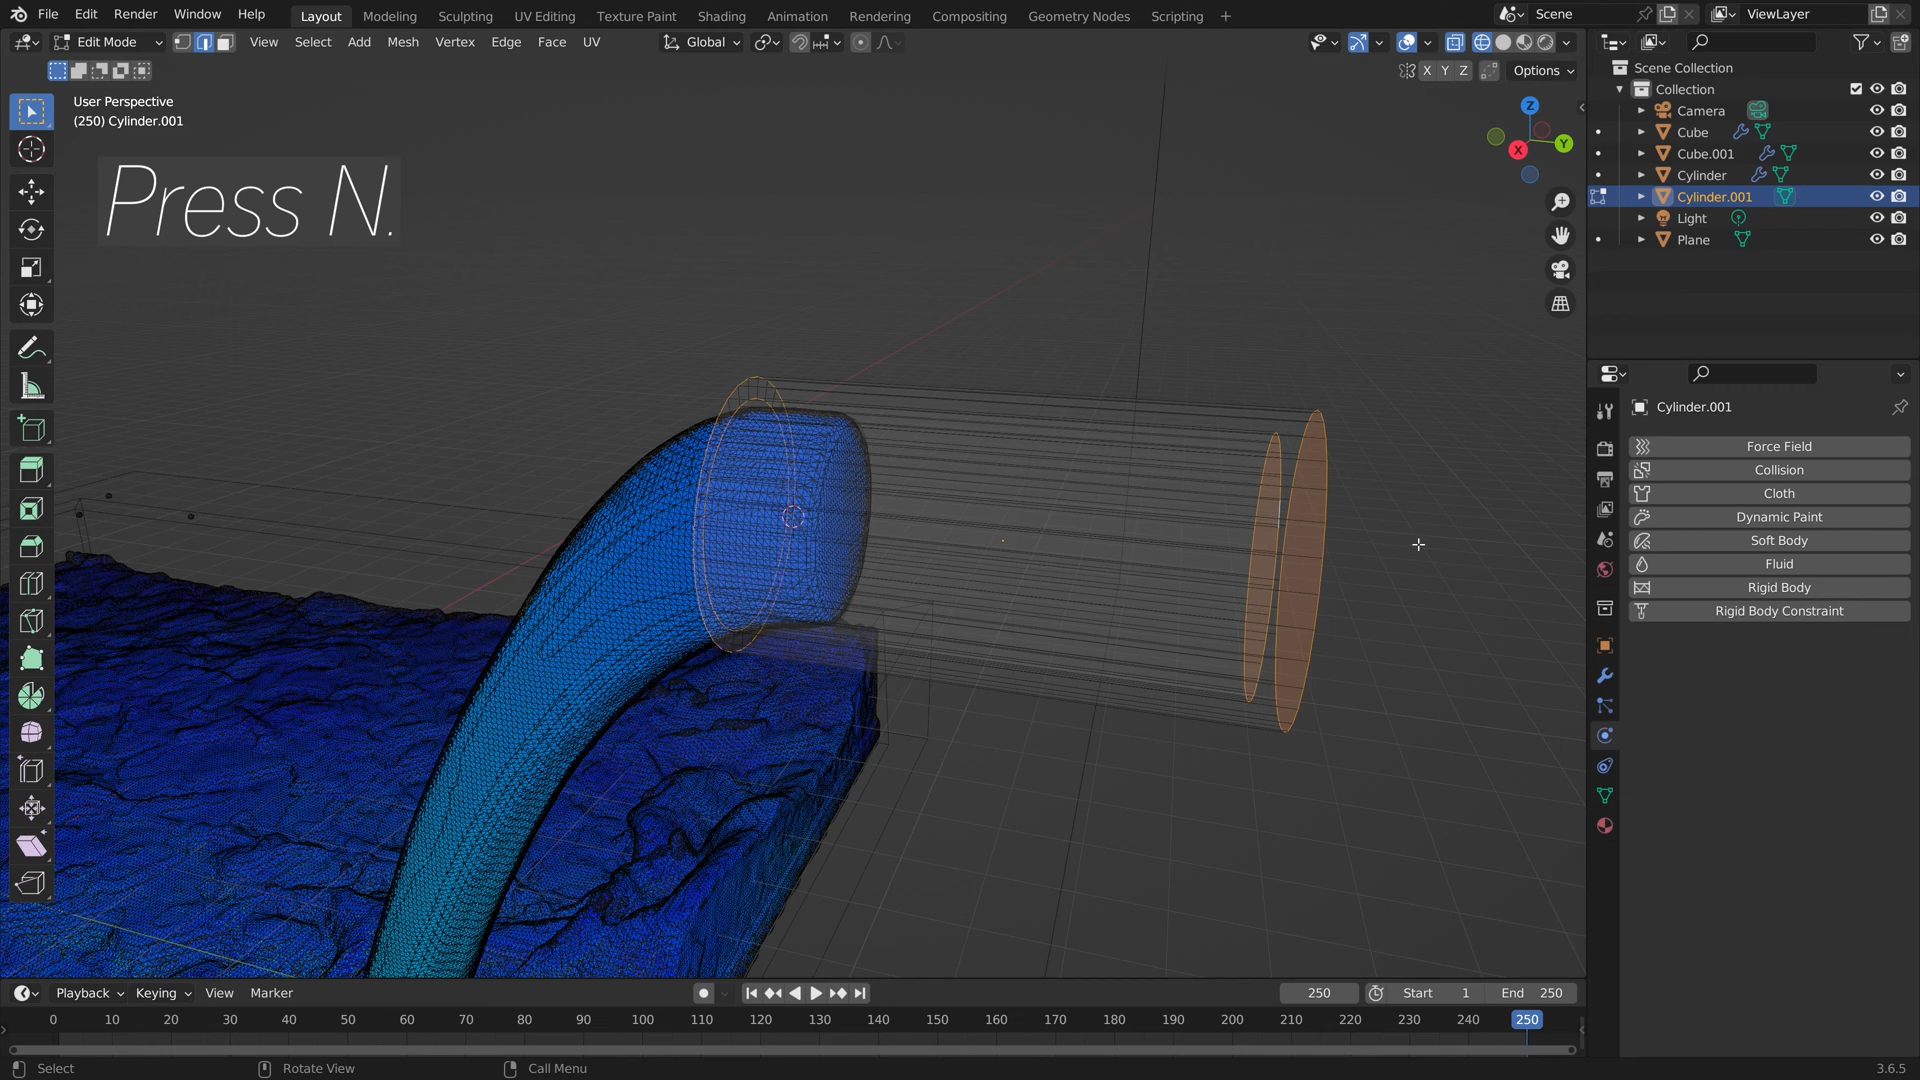 File Edit Render Window Help Layout Modeling Sculpting UV Editing Texture Paint Shading Animation Rendering Compositing Geometry Nodes Scripting + Scene ViewLayer
Edit Mode View Select Add Mesh Vertex Edge Face UV Global
X Y Z Options
User Perspective
(250) Cylinder.001
Press N.
Z
Y
X
Scene Collection
Collection
Camera
Cube
Cube.001
Cylinder
Cylinder.001
Light
Plane
Cylinder.001
Force Field
Collision
Cloth
Dynamic Paint
Soft Body
Fluid
Rigid Body
Rigid Body Constraint
Playback Keying View Marker 250 Start 1 End 250
0 10 20 30 40 50 60 70 80 90 100 110 120 130 140 150 160 170 180 190 200 210 220 230 240 250
Select Rotate View Call Menu 3.6.5